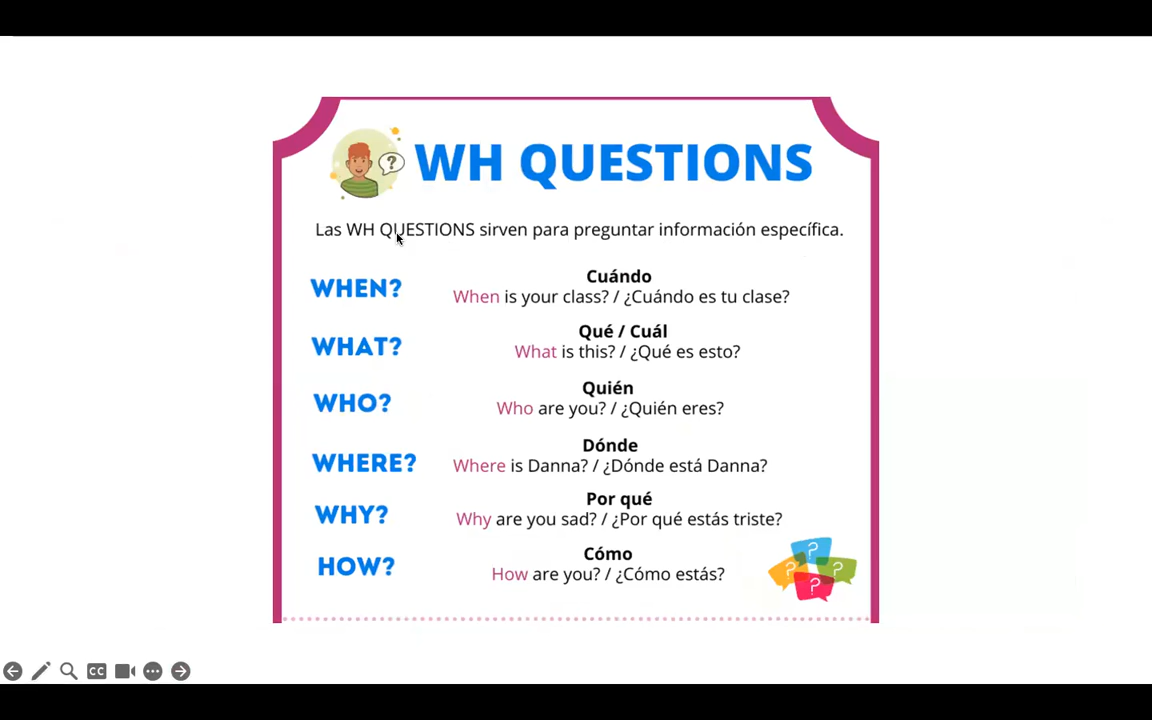 WH QUESTIONS
Las WH QUESTIONS sirven para preguntar información específica.
WHEN?
Cuándo
When is your class? / ¿Cuándo es tu clase?
WHAT?
Qué / Cuál
What is this? / ¿Qué es esto?
WHO?
Quién
Who are you? / ¿Quién eres?
WHERE?
Dónde
Where is Danna? / ¿Dónde está Danna?
WHY?
Por qué
Why are you sad? / ¿Por qué estás triste?
HOW?
Cómo
How are you? / ¿Cómo estás?
CC